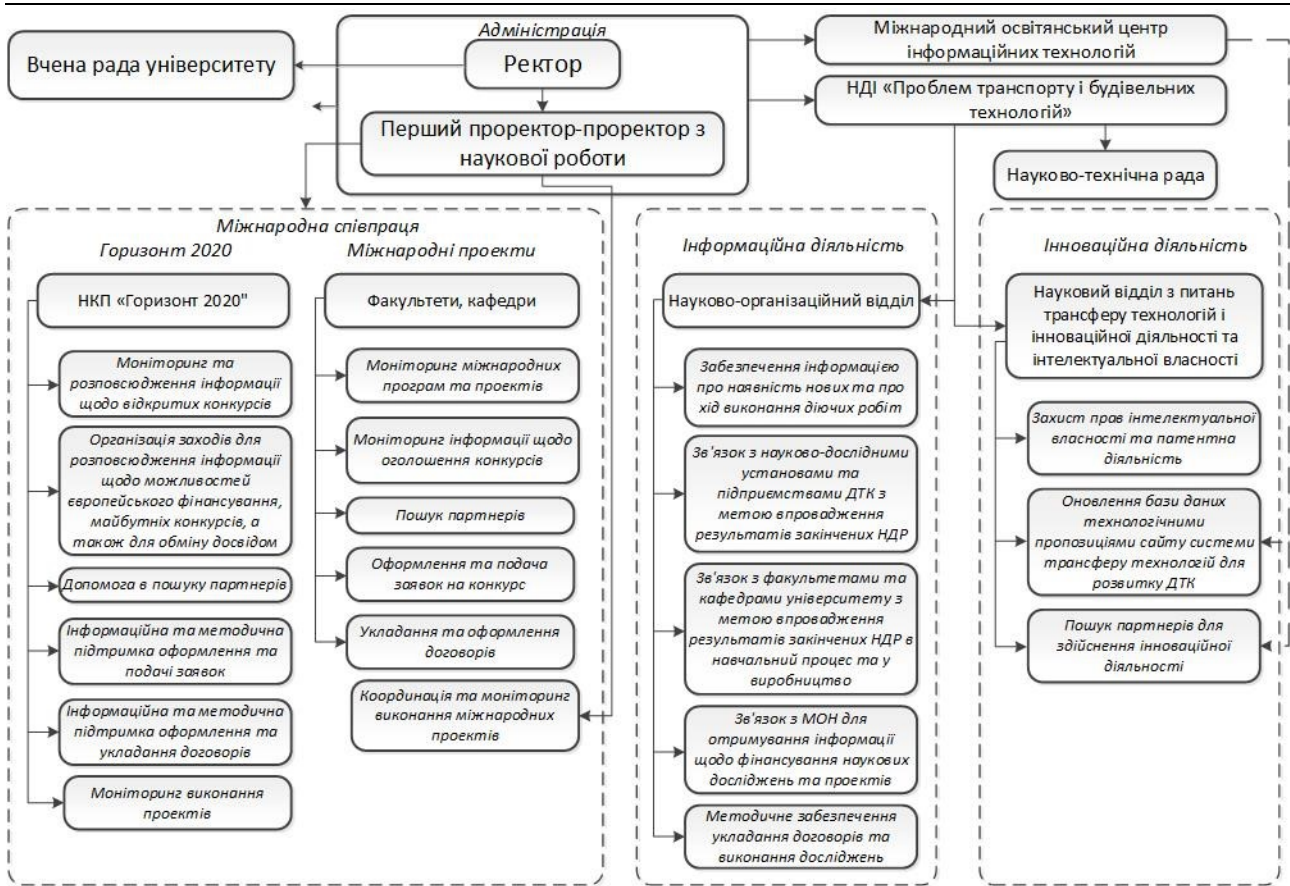 Адміністрація
Вчена рада університету
Ректор
Перший проректор-проректор з
наукової роботи
Міжнародний освітянський центр
інформаційних технологій
НДІ «Проблем транспорту і будівельних
технологій»
Науково-технічна рада
Міжнародна співпраця
Горизонт 2020
НКП «Горизонт 2020"
Моніторинг та
розповсюдження інформації
щодо відкритих конкурсів
Організація заходів для
розповсюдження інформації
щодо можливостей
європейського фінансування,
майбутніх конкурсів, а
також для обміну досвідом
Допомога в пошуку партнерів
Інформаційна та методична
підтримка оформлення та
подачі заявок
Інформаційна та методична
підтримка оформлення та
укладання договорів
Моніторинг виконання
проектів
Міжнародні проекти
Факультети, кафедри
Моніторинг міжнародних
програм та проектів
Моніторинг інформації щодо
оголошення конкурсів
Пошук партнерів
Оформлення та подача
заявок на конкурс
Укладання та оформлення
договорів
Координація та моніторинг
виконання міжнародних
проектів
Інформаційна діяльність
Науково-організаційний відділ
Забезпечення інформацією
про наявність нових та про
хід виконання діючих робіт
Зв'язок з науково-дослідними
установами та
підприємствами ДТК з
метою впровадження
результатів закінчених НДР
Зв'язок з факультетами та
кафедрами університету з
метою впровадження
результатів закінчених НДР в
навчальний процес та у
виробництво
Зв'язок з МОН для
отримування інформації
щодо фінансування наукових
досліджень та проектів
Методичне забезпечення
укладання договорів та
виконання досліджень
Інноваційна діяльність
Науковий відділ з питань
трансферу технологій і
інноваційної діяльності та
інтелектуальної власності
Захист прав інтелектуальної
власності та патентна
діяльність
Оновлення бази даних
технологічними
пропозиціями сайту системи
трансферу технологій для
розвитку ДТК
Пошук партнерів для
здійснення інноваційної
діяльності